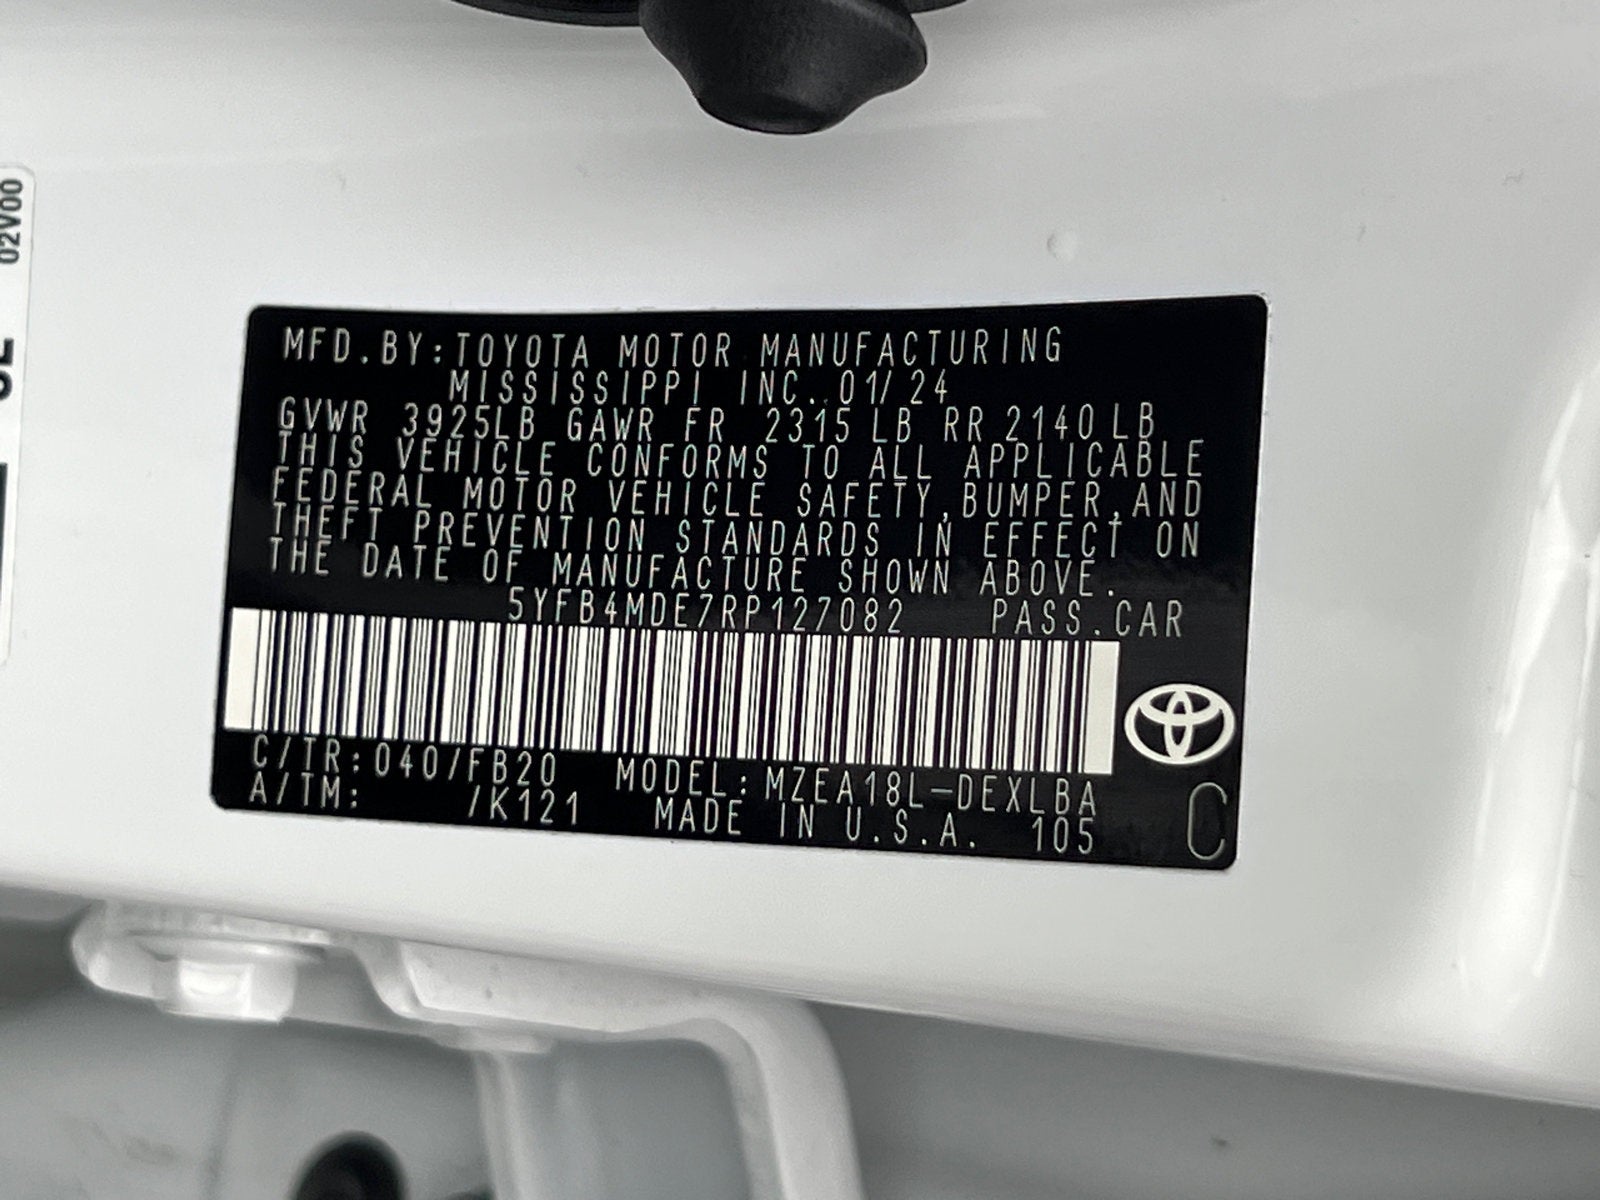 02V00
MFD.BY:TOYOTA MOTOR MANUFACTURING
MISSISSIPPI INC. 01/24
GVWR 3925LB GAWR FR 2315 LB RR 2140 LB
THIS VEHICLE CONFORMS TO ALL APPLICABLE
FEDERAL MOTOR VEHICLE SAFETY,BUMPER,AND
THEFT PREVENTION STANDARDS IN EFFECT ON
THE DATE OF MANUFACTURE SHOWN ABOVE.
5YFB4MDE7RP127082 PASS.CAR
C/TR:040/FB20 MODEL:MZEA18L-DEXLBA
A/TM: /K121 MADE IN U.S.A. 105 C